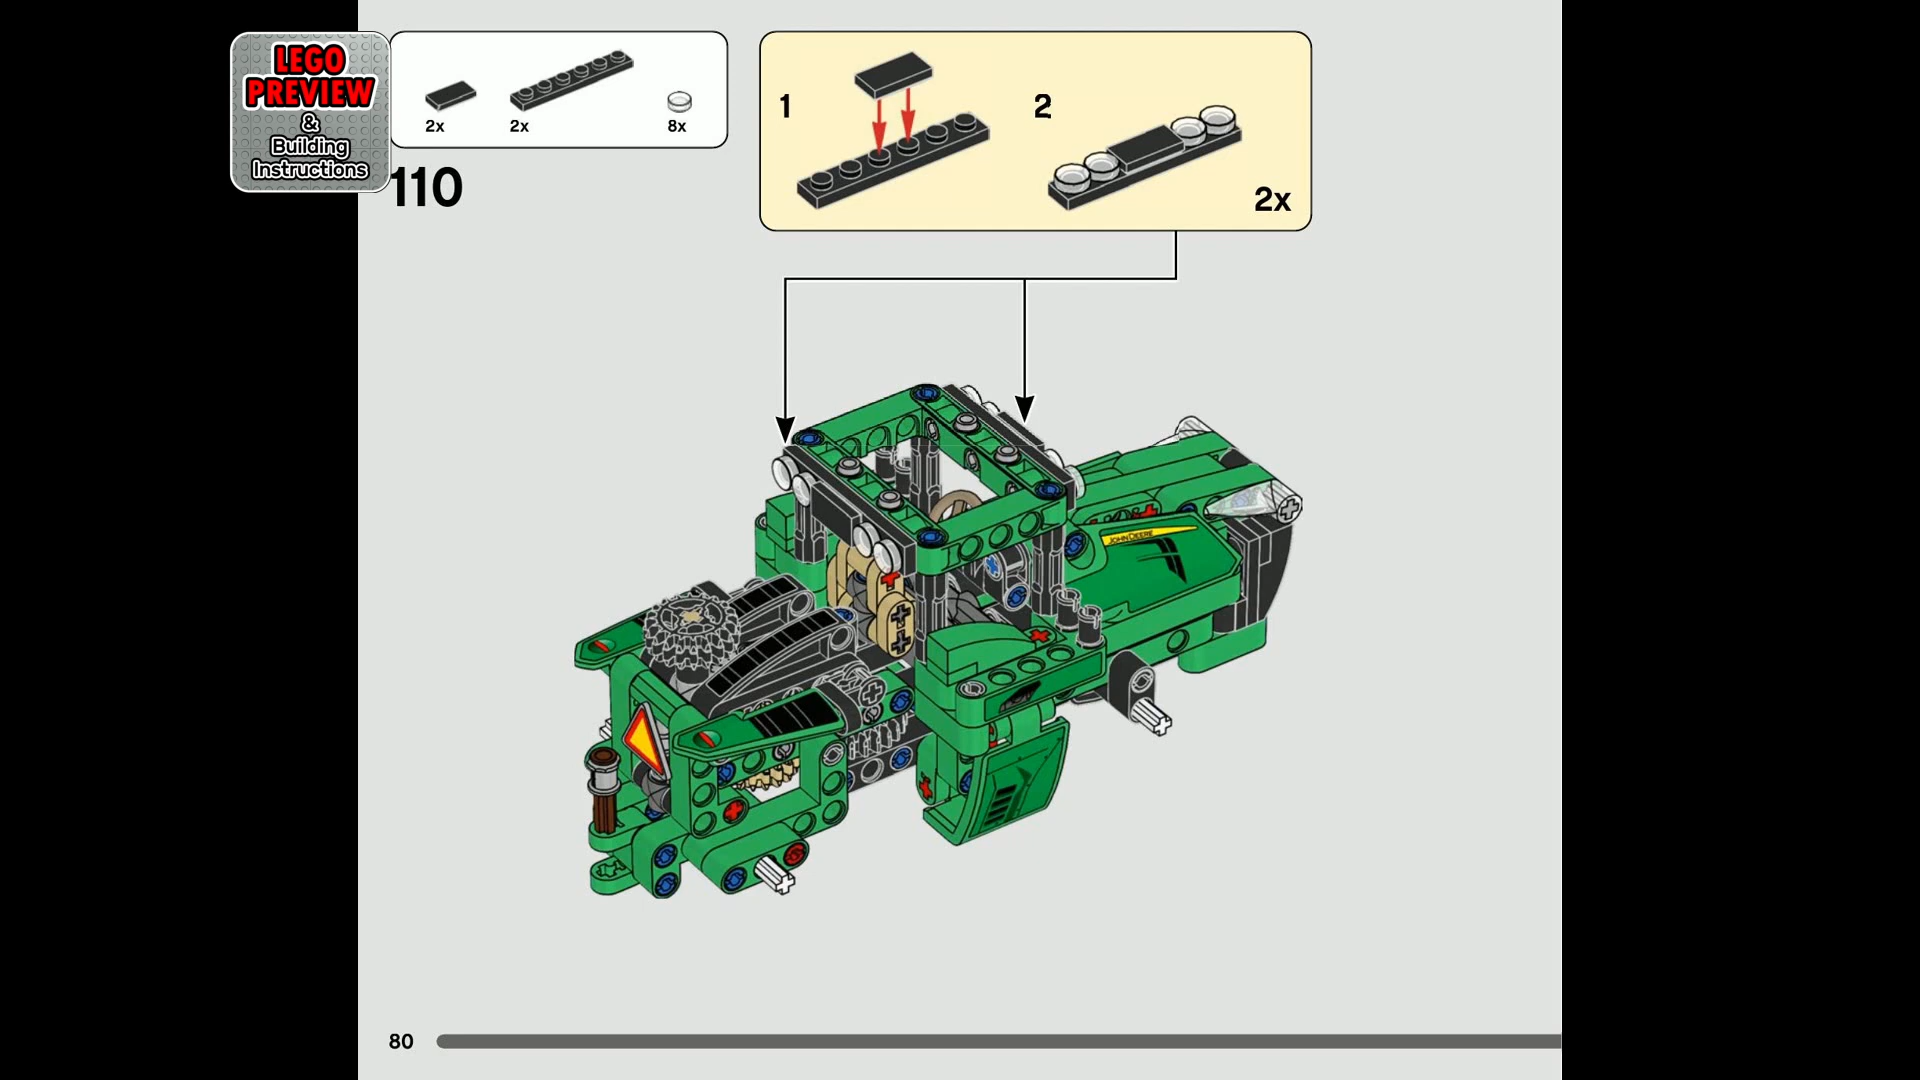 LEGO
PREVIEW
&
Building
Instructions
2x
2x
8x
110
1
2
2x
JOHN DEERE
80